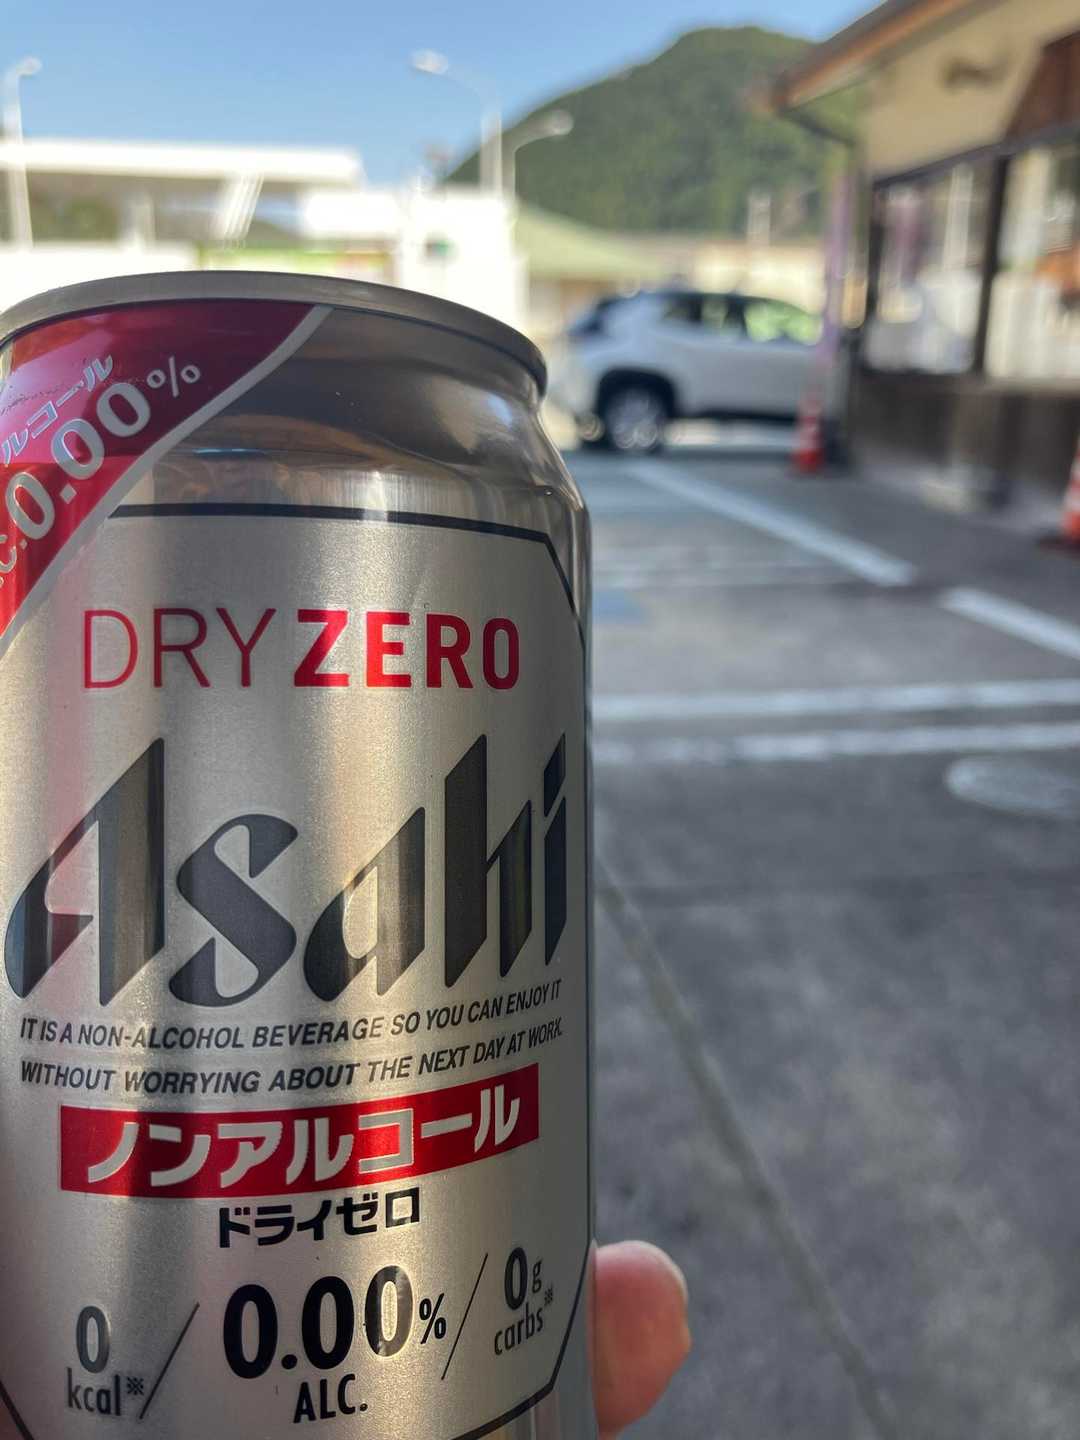 ルコール
0.00%
DRY ZERO
Asahi
IT IS A NON-ALCOHOL BEVERAGE SO YOU CAN ENJOY IT
WITHOUT WORRYING ABOUT THE NEXT DAY AT WORK.
ノンアルコール
ドライゼロ
0 kcal※ / 0.00% ALC. / 0g carbs※